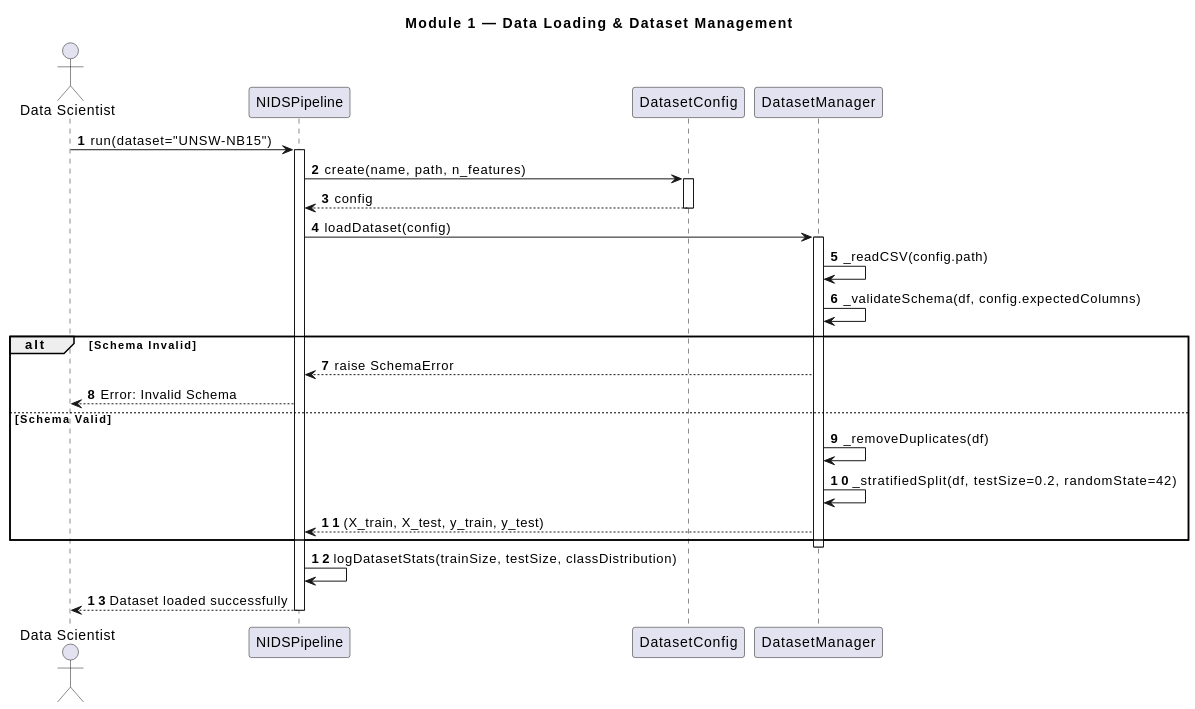 Module 1 — Data Loading & Dataset Management
Data Scientist
NIDSPipeline
DatasetConfig
DatasetManager
1 run(dataset="UNSW-NB15")
2 create(name, path, n_features)
3 config
4 loadDataset(config)
5 _readCSV(config.path)
6 _validateSchema(df, config.expectedColumns)
alt [Schema Invalid]
7 raise SchemaError
8 Error: Invalid Schema
[Schema Valid]
9 _removeDuplicates(df)
10 _stratifiedSplit(df, testSize=0.2, randomState=42)
11 (X_train, X_test, y_train, y_test)
12 logDatasetStats(trainSize, testSize, classDistribution)
13 Dataset loaded successfully
Data Scientist
NIDSPipeline
DatasetConfig
DatasetManager